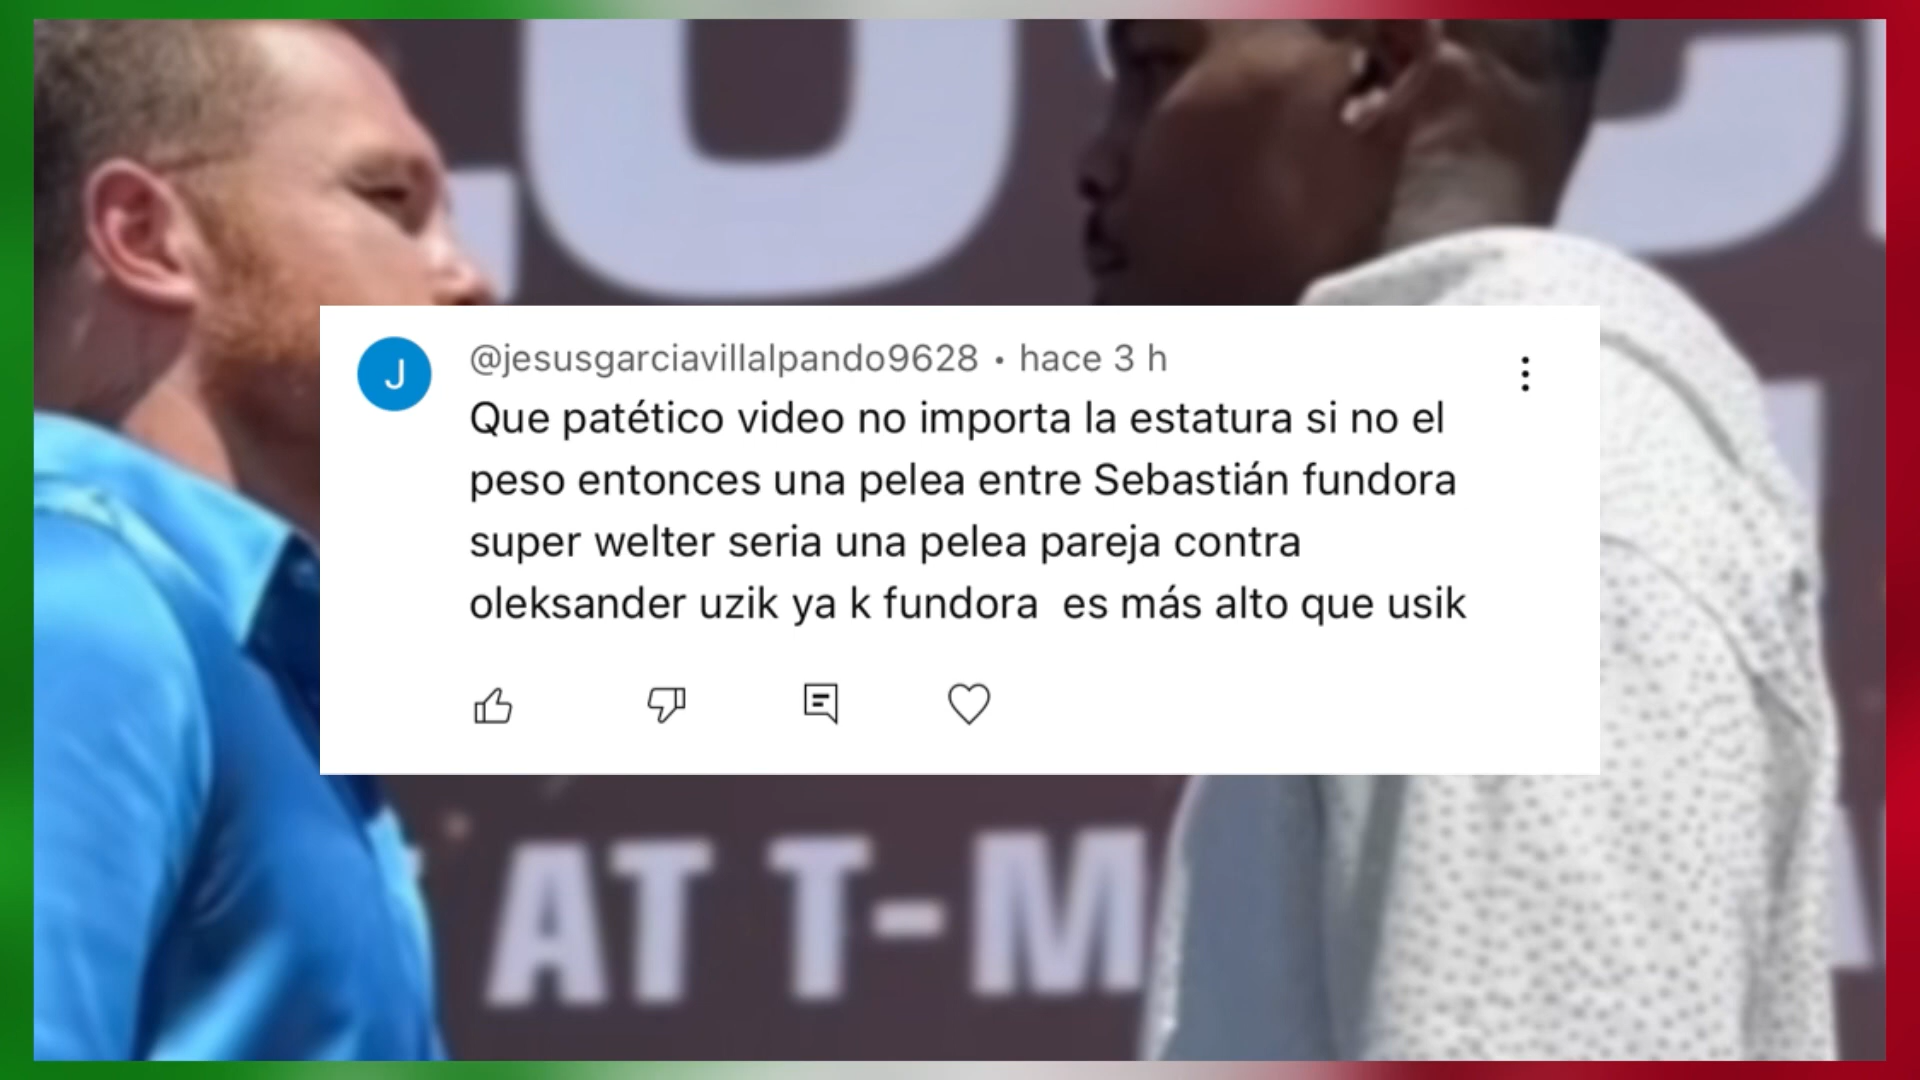 @jesusgarciavillalpando9628 • hace 3 h
J
Que patético video no importa la estatura si no el
peso entonces una pelea entre Sebastián fundora
super welter seria una pelea pareja contra
oleksander uzik ya k fundora  es más alto que usik
AT T-M